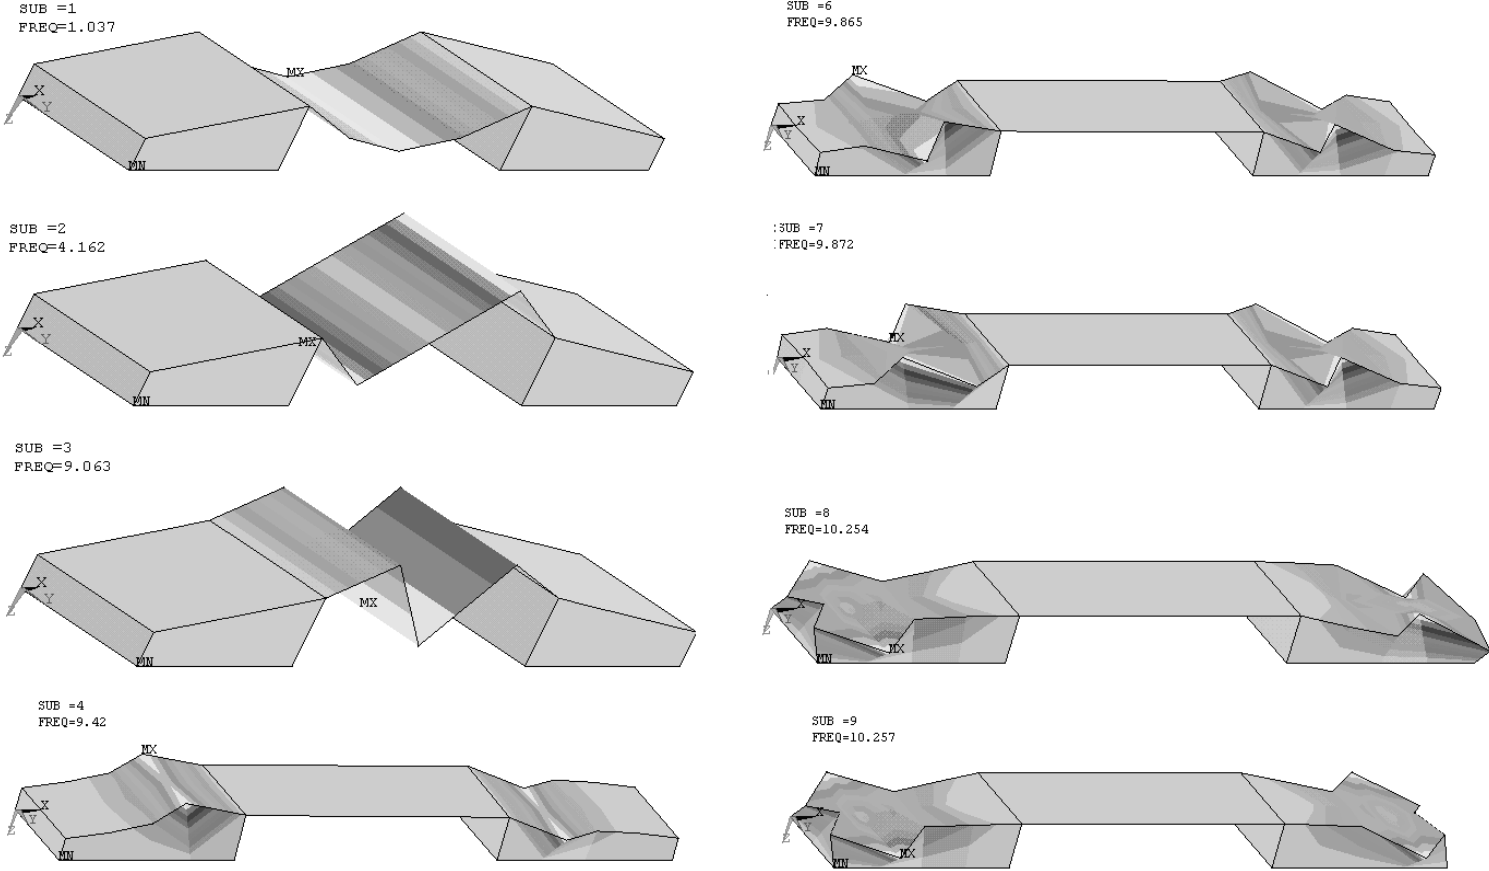 SUB =1
FREQ=1.037
MX
X
Y
Z
MN
SUB =2
FREQ=4.162
X
Y
Z
MX
MN
SUB =3
FREQ=9.063
X
Y
Z
MX
MN
SUB =4
FREQ=9.42
MX
X
Y
Z
MN
SUB =6
FREQ=9.865
MX
X
Y
Z
MN
SUB =7
FREQ=9.872
MX
X
Y
Z
MN
SUB =8
FREQ=10.254
X
Y
Z
MX
MN
SUB =9
FREQ=10.257
X
Y
Z
MX
MN